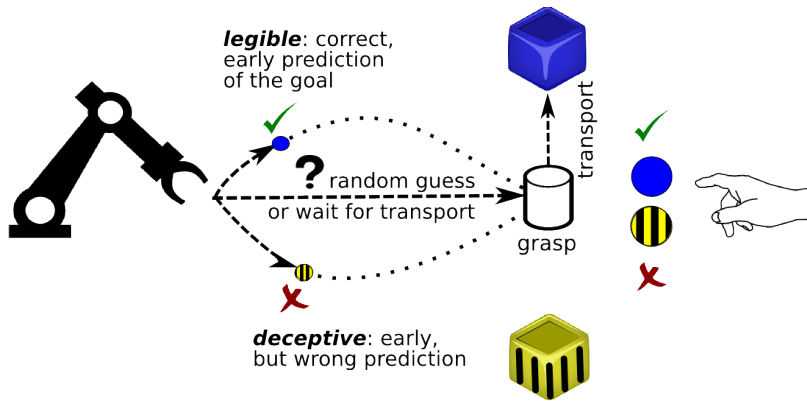 legible: correct,
early prediction
of the goal
transport
? random guess
or wait for transport
grasp
deceptive: early,
but wrong prediction